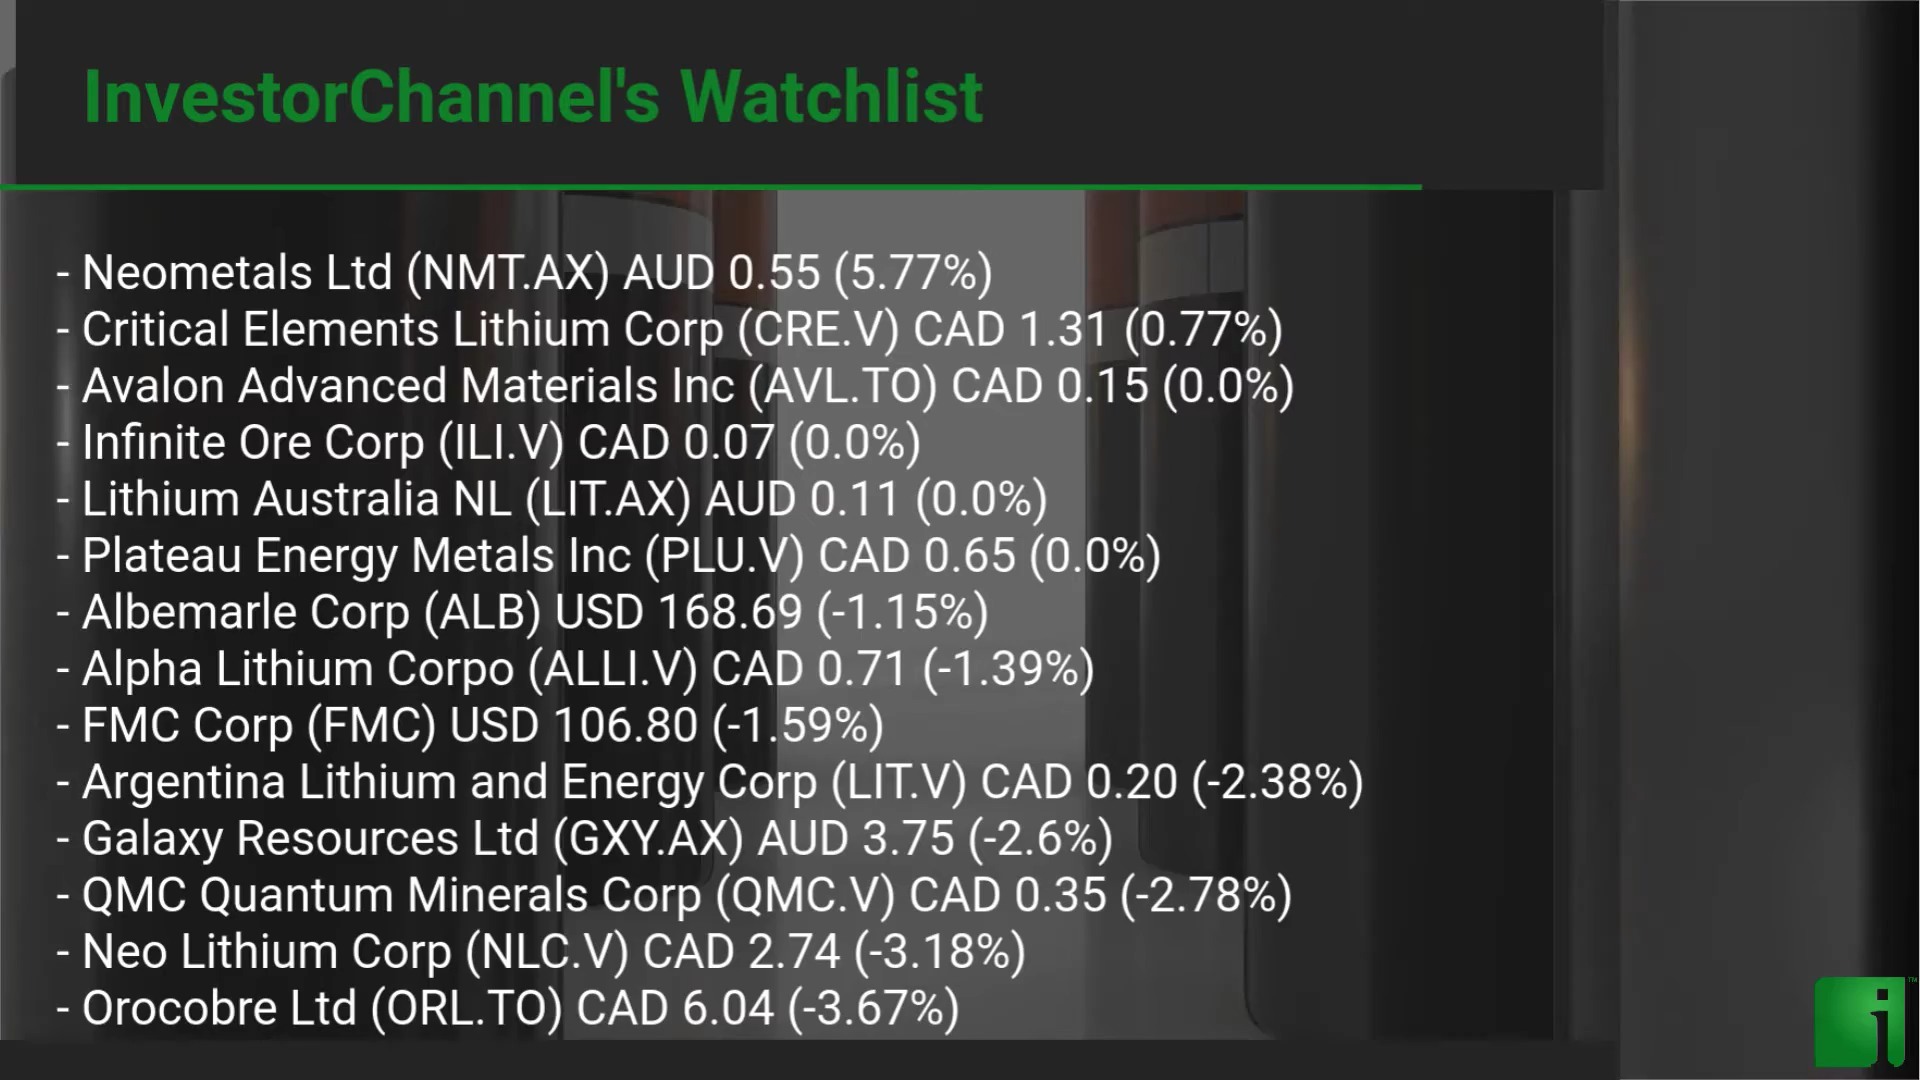 InvestorChannel's Watchlist
- Neometals Ltd (NMT.AX) AUD 0.55 (5.77%)
- Critical Elements Lithium Corp (CRE.V) CAD 1.31 (0.77%)
- Avalon Advanced Materials Inc (AVL.TO) CAD 0.15 (0.0%)
- Infinite Ore Corp (ILI.V) CAD 0.07 (0.0%)
- Lithium Australia NL (LIT.AX) AUD 0.11 (0.0%)
- Plateau Energy Metals Inc (PLU.V) CAD 0.65 (0.0%)
- Albemarle Corp (ALB) USD 168.69 (-1.15%)
- Alpha Lithium Corpo (ALLI.V) CAD 0.71 (-1.39%)
- FMC Corp (FMC) USD 106.80 (-1.59%)
- Argentina Lithium and Energy Corp (LIT.V) CAD 0.20 (-2.38%)
- Galaxy Resources Ltd (GXY.AX) AUD 3.75 (-2.6%)
- QMC Quantum Minerals Corp (QMC.V) CAD 0.35 (-2.78%)
- Neo Lithium Corp (NLC.V) CAD 2.74 (-3.18%)
- Orocobre Ltd (ORL.TO) CAD 6.04 (-3.67%)
i™